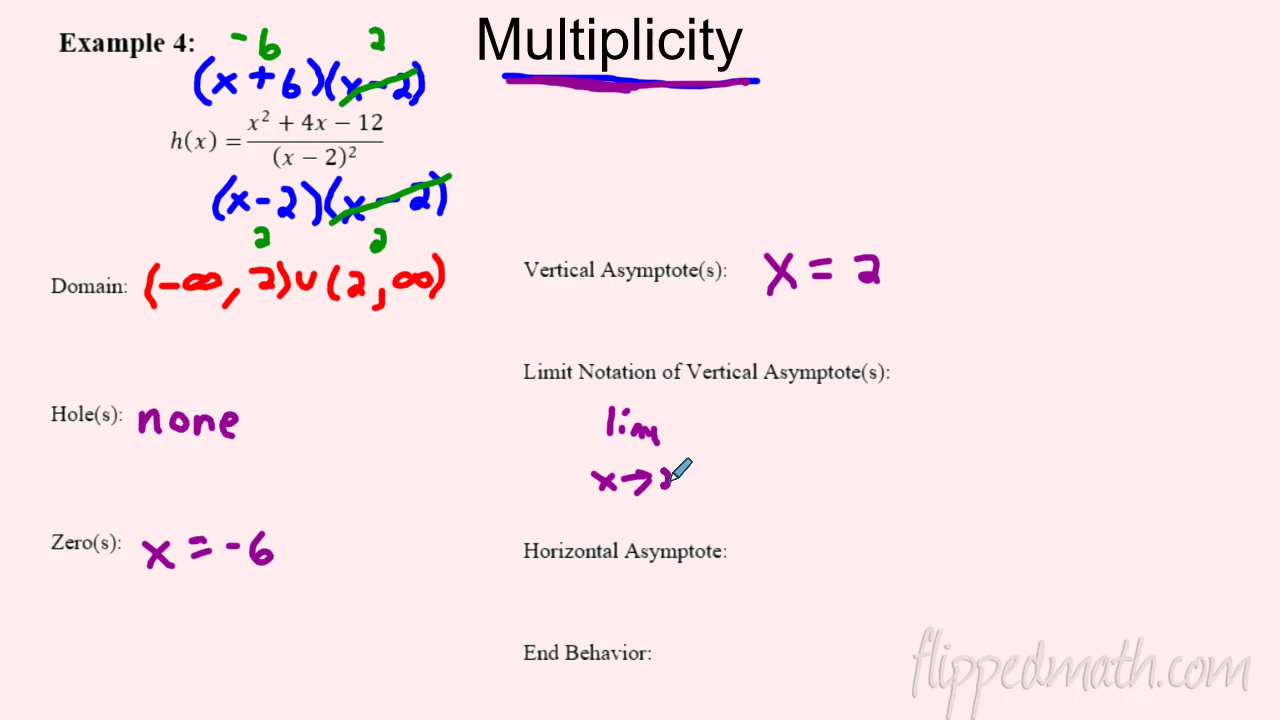 Multiplicity
Example 4:
-6 2
(x + 6)(x - 2)
h(x) = x² + 4x − 12 / (x − 2)²
(x - 2)(x - 2)
2 2
Domain: (-∞, 2) ∪ (2, ∞)
Hole(s): none
Zero(s): x = -6
Vertical Asymptote(s): x = 2
Limit Notation of Vertical Asymptote(s):
lim
x → 2
Horizontal Asymptote:
End Behavior:
flippedmath.com